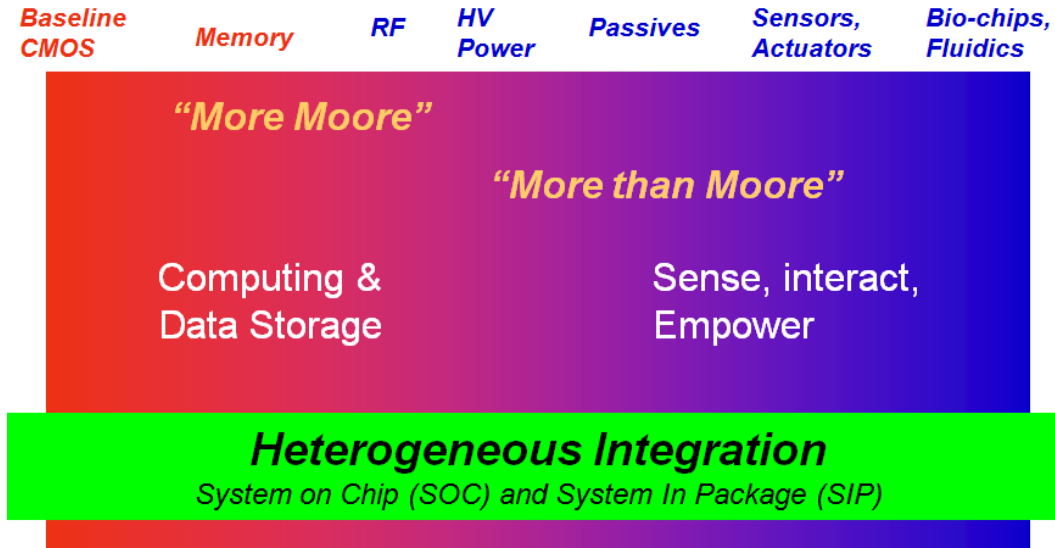 Baseline
CMOS
Memory
RF
HV
Power
Passives
Sensors,
Actuators
Bio-chips,
Fluidics
“More Moore”
“More than Moore”
Computing &
Data Storage
Sense, interact,
Empower
Heterogeneous Integration
System on Chip (SOC) and System In Package (SIP)